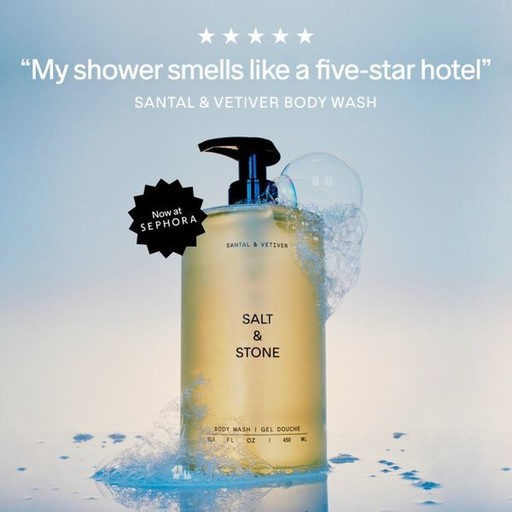 ★★★★★
“My shower smells like a five-star hotel”
SANTAL & VETIVER BODY WASH
Now at
SEPHORA
SANTAL & VETIVER
SALT
&
STONE
BODY WASH / GEL DOUCHE
FL OZ / 450 ML